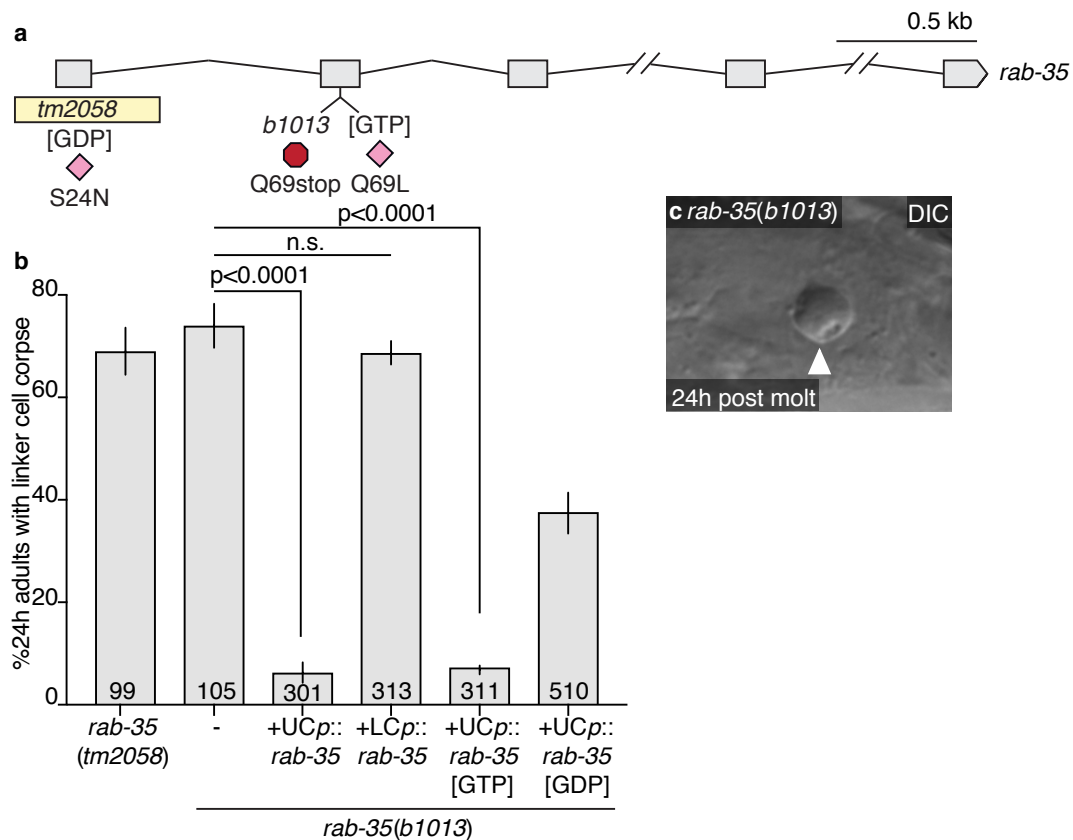 a
0.5 kb
rab-35
tm2058
[GDP]
S24N
b1013 [GTP]
Q69stop Q69L
b
p<0.0001
n.s.
p<0.0001
%24h adults with linker cell corpse
80
60
40
20
0
99 105 301 313 311 510
rab-35
(tm2058)
-
+UCp::
rab-35
+LCp::
rab-35
+UCp::
rab-35
[GTP]
+UCp::
rab-35
[GDP]
rab-35(b1013)
c rab-35(b1013) DIC
24h post molt